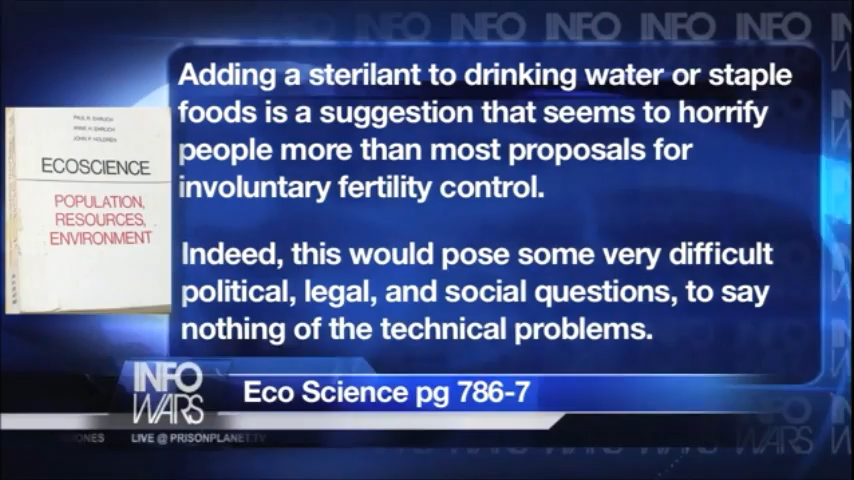 Adding a sterilant to drinking water or staple
foods is a suggestion that seems to horrify
people more than most proposals for
involuntary fertility control.
Indeed, this would pose some very difficult
political, legal, and social questions, to say
nothing of the technical problems.
PAUL R. EHRLICH
ANNE H. EHRLICH
JOHN P. HOLDREN
ECOSCIENCE
POPULATION,
RESOURCES,
ENVIRONMENT
INFO
WARS
Eco Science pg 786-7
JONES LIVE @ PRISONPLANET.TV
INFO INFO INFO INFO
INFO
WARS